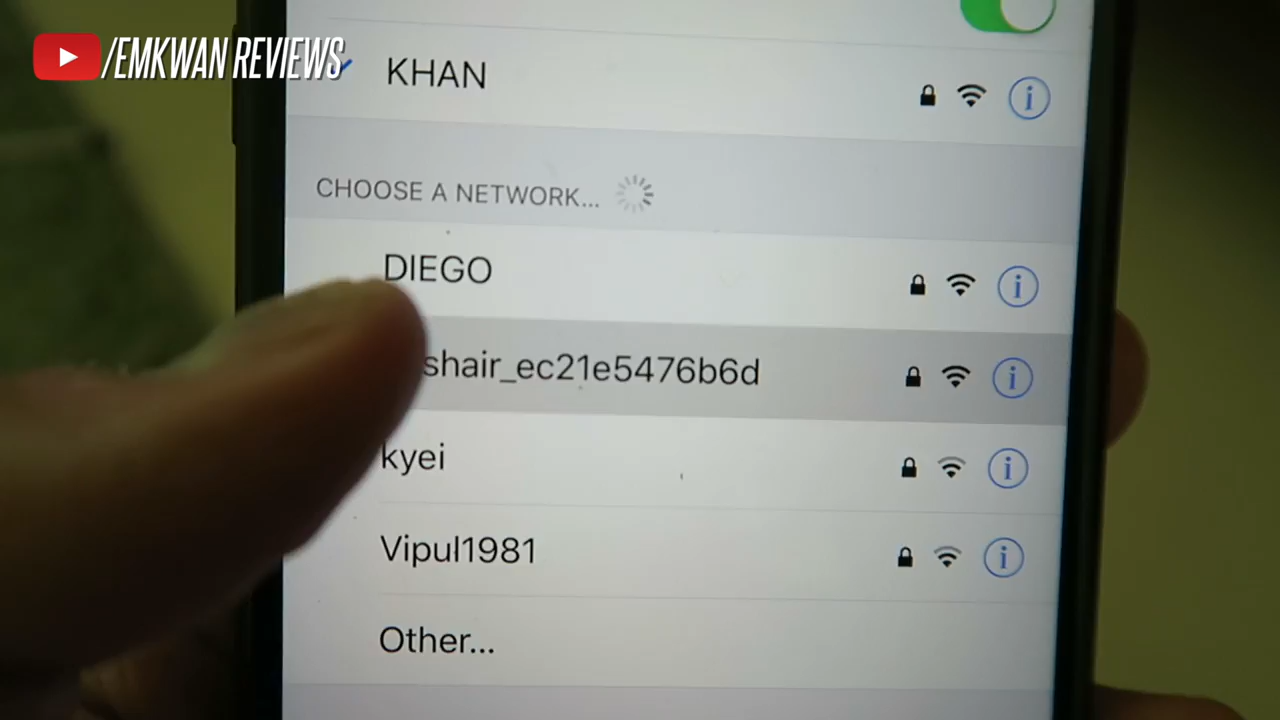 /EMKWAN REVIEWS
KHAN
CHOOSE A NETWORK...
DIEGO
shair_ec21e5476b6d
kyei
Vipul1981
Other...